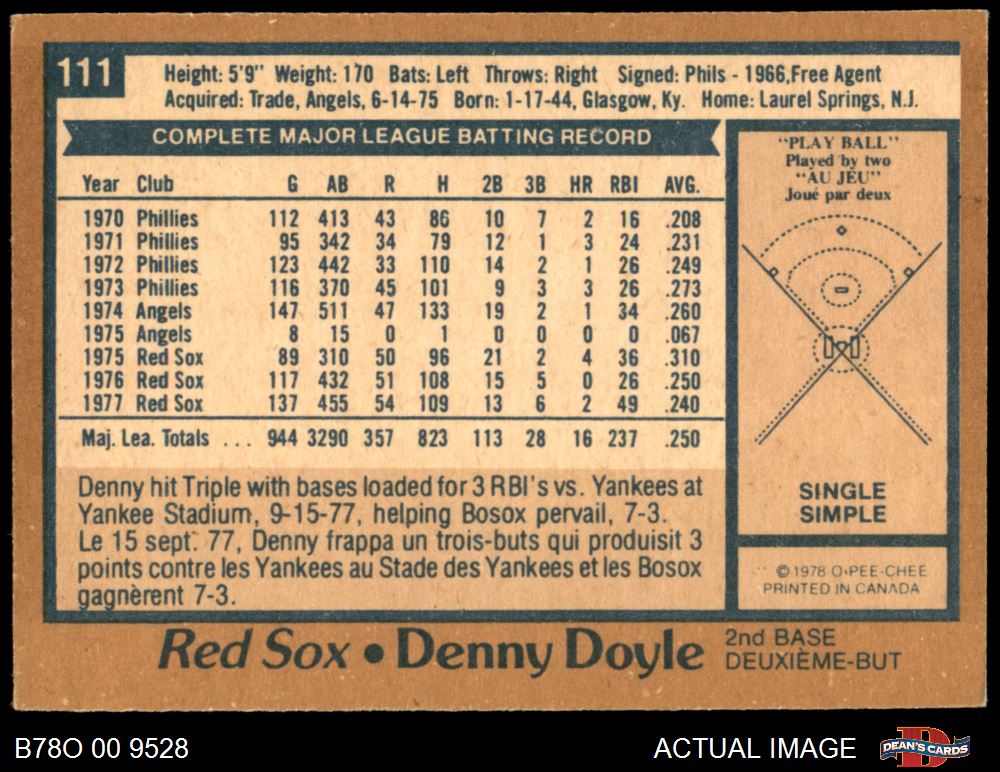 111
Height: 5'9" Weight: 170 Bats: Left Throws: Right Signed: Phils - 1966,Free Agent
Acquired: Trade, Angels, 6-14-75 Born: 1-17-44, Glasgow, Ky. Home: Laurel Springs, N.J.
COMPLETE MAJOR LEAGUE BATTING RECORD
Year Club G AB R H 2B 3B HR RBI AVG.
1970 Phillies 112 413 43 86 10 7 2 16 .208
1971 Phillies 95 342 34 79 12 1 3 24 .231
1972 Phillies 123 442 33 110 14 2 1 26 .249
1973 Phillies 116 370 45 101 9 3 3 26 .273
1974 Angels 147 511 47 133 19 2 1 34 .260
1975 Angels 8 15 0 1 0 0 0 0 .067
1975 Red Sox 89 310 50 96 21 2 4 36 .310
1976 Red Sox 117 432 51 108 15 5 0 26 .250
1977 Red Sox 137 455 54 109 13 6 2 49 .240
Maj. Lea. Totals ... 944 3290 357 823 113 28 16 237 .250
Denny hit Triple with bases loaded for 3 RBI's vs. Yankees at
Yankee Stadium, 9-15-77, helping Bosox pervail, 7-3.
Le 15 sept. 77, Denny frappa un trois-buts qui produisit 3
points contre les Yankees au Stade des Yankees et les Bosox
gagnèrent 7-3.
"PLAY BALL"
Played by two
"AU JEU"
Joué par deux
SINGLE
SIMPLE
©1978 O-PEE-CHEE
PRINTED IN CANADA
Red Sox • Denny Doyle
2nd BASE
DEUXIÈME-BUT
B78O 00 9528
ACTUAL IMAGE
D
DEAN'S CARDS